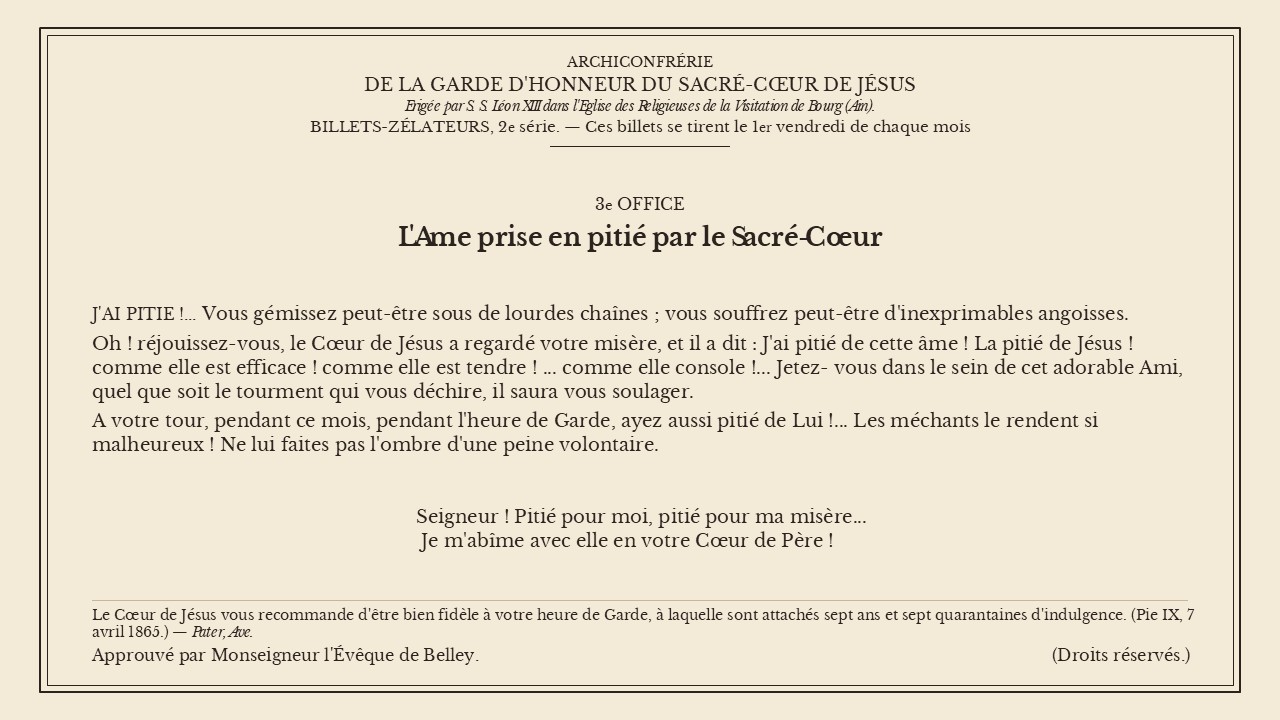 ARCHICONFRÉRIE
DE LA GARDE D'HONNEUR DU SACRÉ-CŒUR DE JÉSUS
Erigée par S. S. Léon XIII dans l'Eglise des Religieuses de la Visitation de Bourg (Ain).
BILLETS-ZÉLATEURS, 2e série. — Ces billets se tirent le 1er vendredi de chaque mois
3e OFFICE
L'Ame prise en pitié par le Sacré-Cœur
J'AI PITIE !... Vous gémissez peut-être sous de lourdes chaînes ; vous souffrez peut-être d'inexprimables angoisses.
Oh ! réjouissez-vous, le Cœur de Jésus a regardé votre misère, et il a dit : J'ai pitié de cette âme ! La pitié de Jésus !
comme elle est efficace ! comme elle est tendre ! ... comme elle console !... Jetez- vous dans le sein de cet adorable Ami,
quel que soit le tourment qui vous déchire, il saura vous soulager.
A votre tour, pendant ce mois, pendant l'heure de Garde, ayez aussi pitié de Lui !... Les méchants le rendent si
malheureux ! Ne lui faites pas l'ombre d'une peine volontaire.
Seigneur ! Pitié pour moi, pitié pour ma misère...
Je m'abîme avec elle en votre Cœur de Père !
Le Cœur de Jésus vous recommande d'être bien fidèle à votre heure de Garde, à laquelle sont attachés sept ans et sept quarantaines d'indulgence. (Pie IX, 7
avril 1865.) — Pater, Ave.
Approuvé par Monseigneur l'Évêque de Belley. (Droits réservés.)